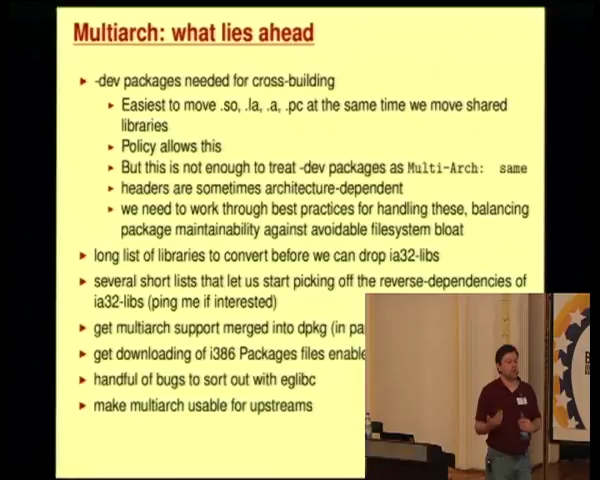 Multiarch: what lies ahead
-dev packages needed for cross-building
Easiest to move .so, .la, .a, .pc at the same time we move shared
libraries
Policy allows this
But this is not enough to treat -dev packages as Multi-Arch: same
headers are sometimes architecture-dependent
we need to work through best practices for handling these, balancing
package maintainability against avoidable filesystem bloat
long list of libraries to convert before we can drop ia32-libs
several short lists that let us start picking off the reverse-dependencies of
ia32-libs (ping me if interested)
get multiarch support merged into dpkg (in
get downloading of i386 Packages files
handful of bugs to sort out with eglibc
make multiarch usable for upstreams